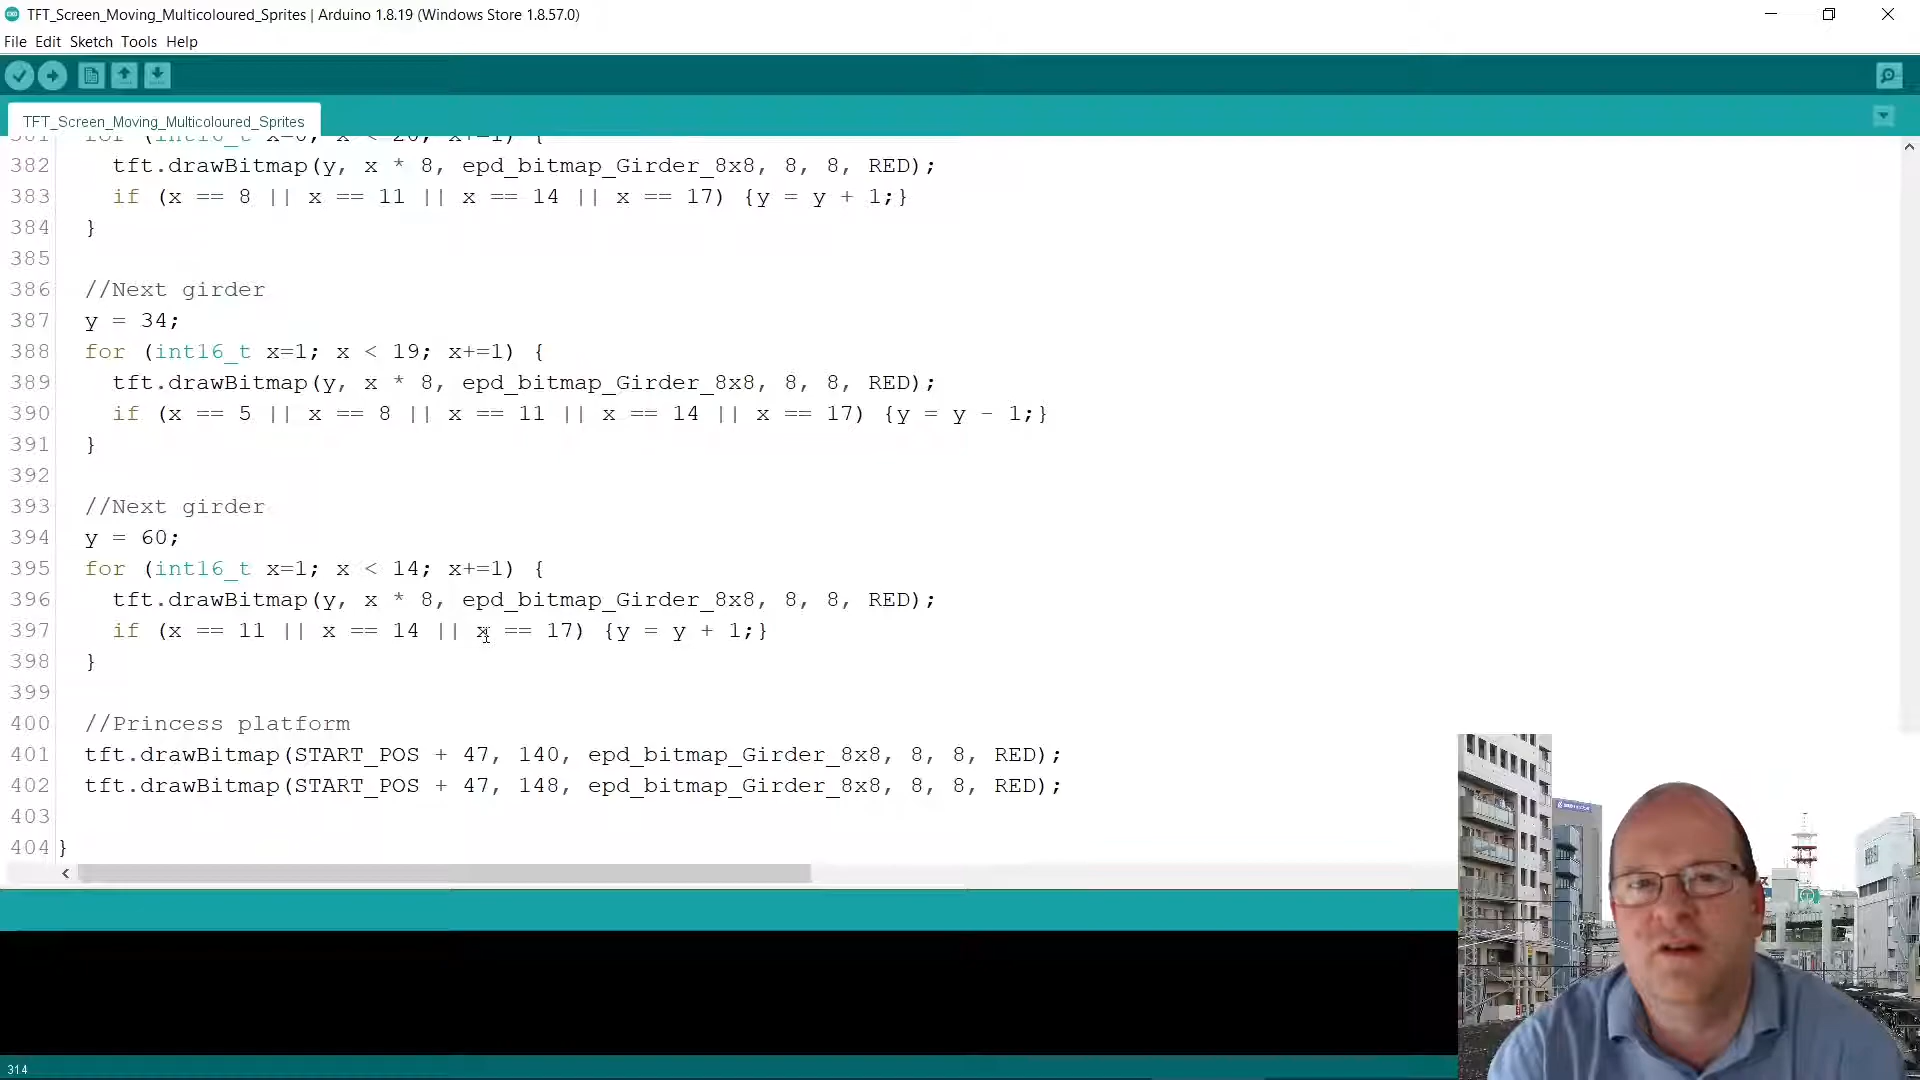 TFT_Screen_Moving_Multicoloured_Sprites | Arduino 1.8.19 (Windows Store 1.8.57.0)
File Edit Sketch Tools Help
TFT_Screen_Moving_Multicoloured_Sprites
381 for (int16_t x=0; x < 20; x+=1) {
382 tft.drawBitmap(y, x * 8, epd_bitmap_Girder_8x8, 8, 8, RED);
383 if (x == 8 || x == 11 || x == 14 || x == 17) {y = y + 1;}
384 }
385
386 //Next girder
387 y = 34;
388 for (int16_t x=1; x < 19; x+=1) {
389 tft.drawBitmap(y, x * 8, epd_bitmap_Girder_8x8, 8, 8, RED);
390 if (x == 5 || x == 8 || x == 11 || x == 14 || x == 17) {y = y - 1;}
391 }
392
393 //Next girder
394 y = 60;
395 for (int16_t x=1; x < 14; x+=1) {
396 tft.drawBitmap(y, x * 8, epd_bitmap_Girder_8x8, 8, 8, RED);
397 if (x == 11 || x == 14 || x == 17) {y = y + 1;}
398 }
399
400 //Princess platform
401 tft.drawBitmap(START_POS + 47, 140, epd_bitmap_Girder_8x8, 8, 8, RED);
402 tft.drawBitmap(START_POS + 47, 148, epd_bitmap_Girder_8x8, 8, 8, RED);
403
404 }
314